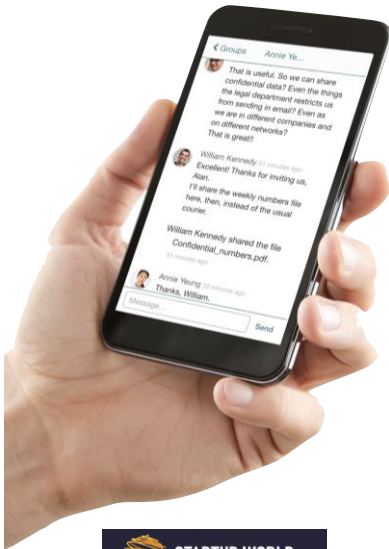 Groups Annie Ye...
That is useful. So we can share
confidential data? Even the things
the legal department restricts us
from sending in email? Even as
we are in different companies and
on different networks?
That is great!!
William Kennedy 51 minutes ago
Excellent! Thanks for inviting us,
Alan.
I'll share the weekly numbers file
here, then, instead of the usual
courier.
William Kennedy shared the file
Confidential_numbers.pdf.
51 minutes ago
Annie Yeung 10 minutes ago
Thanks, William.
Message...
Send
STARTUP WORLD